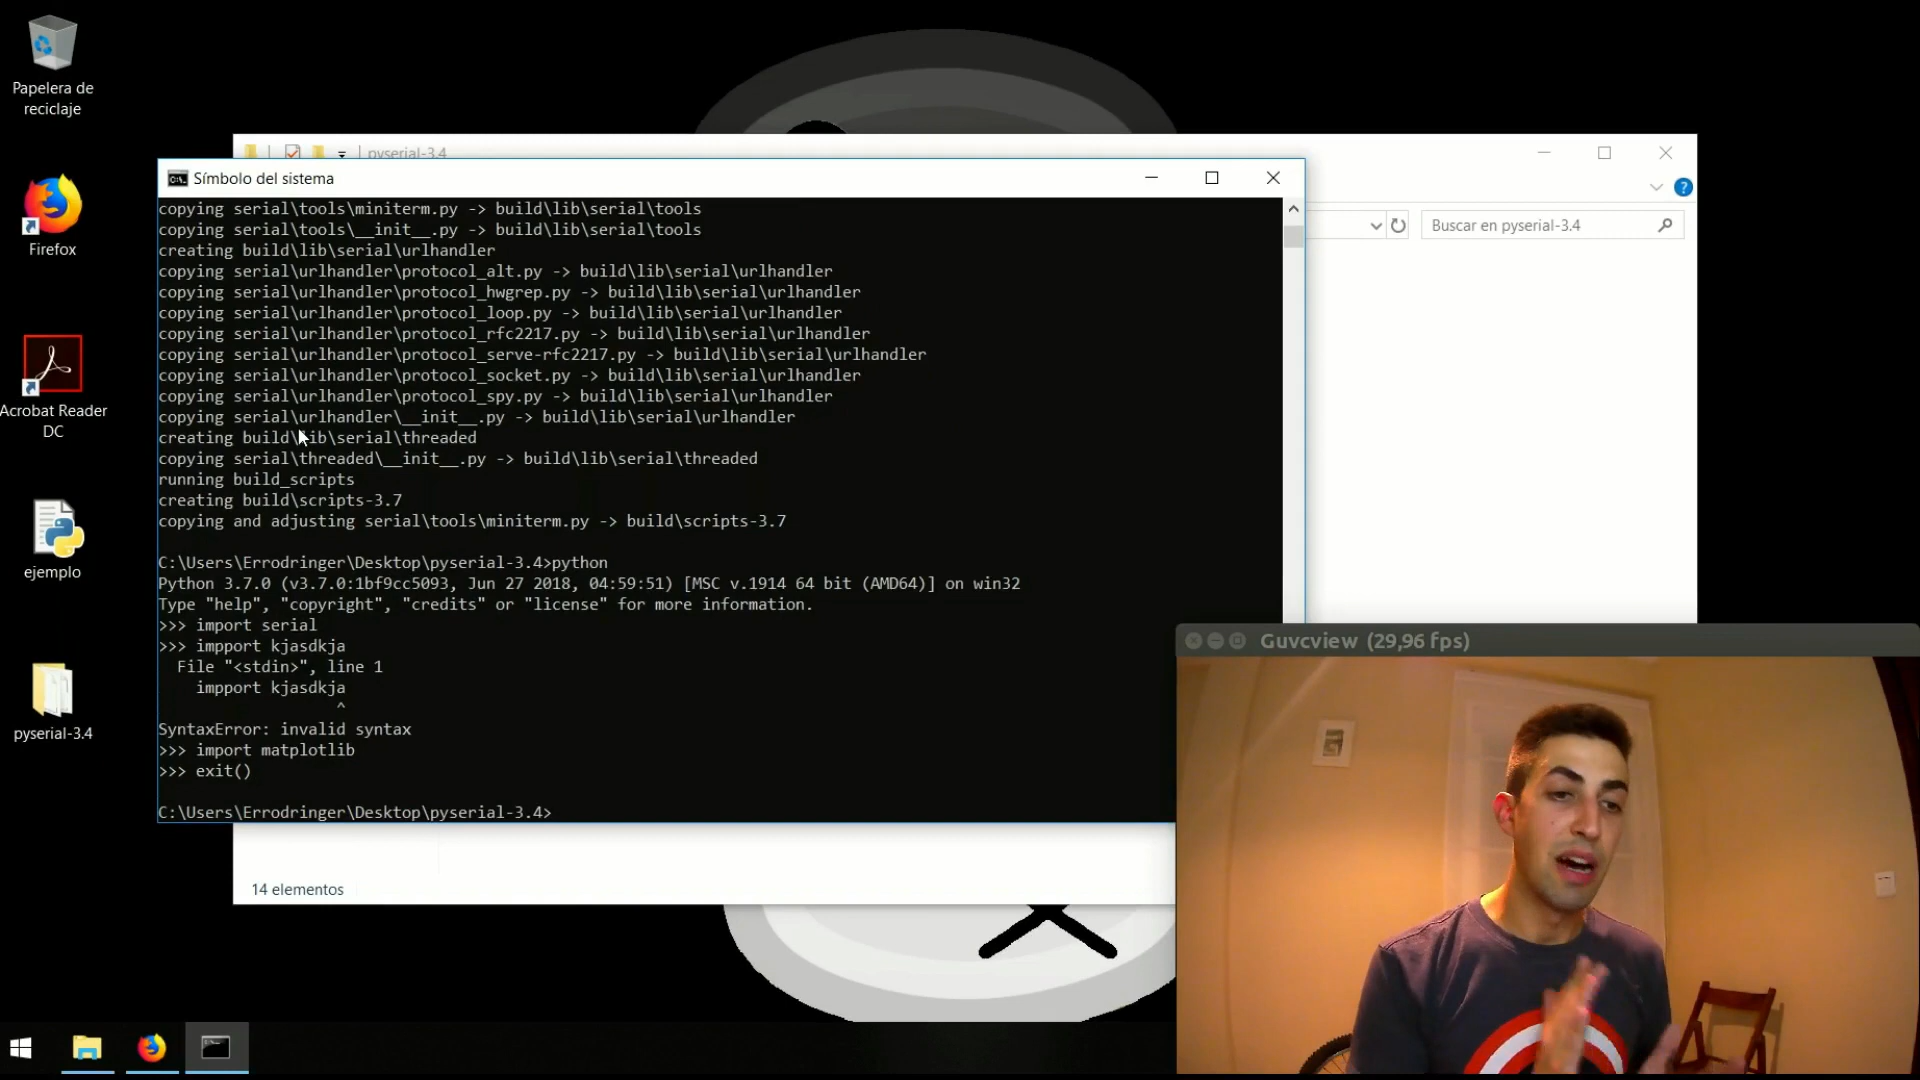 Papelera de
reciclaje
Firefox
Acrobat Reader
DC
ejemplo
pyserial-3.4
pyserial-3.4
Buscar en pyserial-3.4
14 elementos
Símbolo del sistema
copying serial\tools\miniterm.py -> build\lib\serial\tools
copying serial\tools\__init__.py -> build\lib\serial\tools
creating build\lib\serial\urlhandler
copying serial\urlhandler\protocol_alt.py -> build\lib\serial\urlhandler
copying serial\urlhandler\protocol_hwgrep.py -> build\lib\serial\urlhandler
copying serial\urlhandler\protocol_loop.py -> build\lib\serial\urlhandler
copying serial\urlhandler\protocol_rfc2217.py -> build\lib\serial\urlhandler
copying serial\urlhandler\protocol_serve-rfc2217.py -> build\lib\serial\urlhandler
copying serial\urlhandler\protocol_socket.py -> build\lib\serial\urlhandler
copying serial\urlhandler\protocol_spy.py -> build\lib\serial\urlhandler
copying serial\urlhandler\__init__.py -> build\lib\serial\urlhandler
creating build\lib\serial\threaded
copying serial\threaded\__init__.py -> build\lib\serial\threaded
running build_scripts
creating build\scripts-3.7
copying and adjusting serial\tools\miniterm.py -> build\scripts-3.7
C:\Users\Errodringer\Desktop\pyserial-3.4>python
Python 3.7.0 (v3.7.0:1bf9cc5093, Jun 27 2018, 04:59:51) [MSC v.1914 64 bit (AMD64)] on win32
Type "help", "copyright", "credits" or "license" for more information.
>>> import serial
>>> impport kjasdkja
File "<stdin>", line 1
impport kjasdkja
^
SyntaxError: invalid syntax
>>> import matplotlib
>>> exit()
C:\Users\Errodringer\Desktop\pyserial-3.4>
Guvcview (29,96 fps)